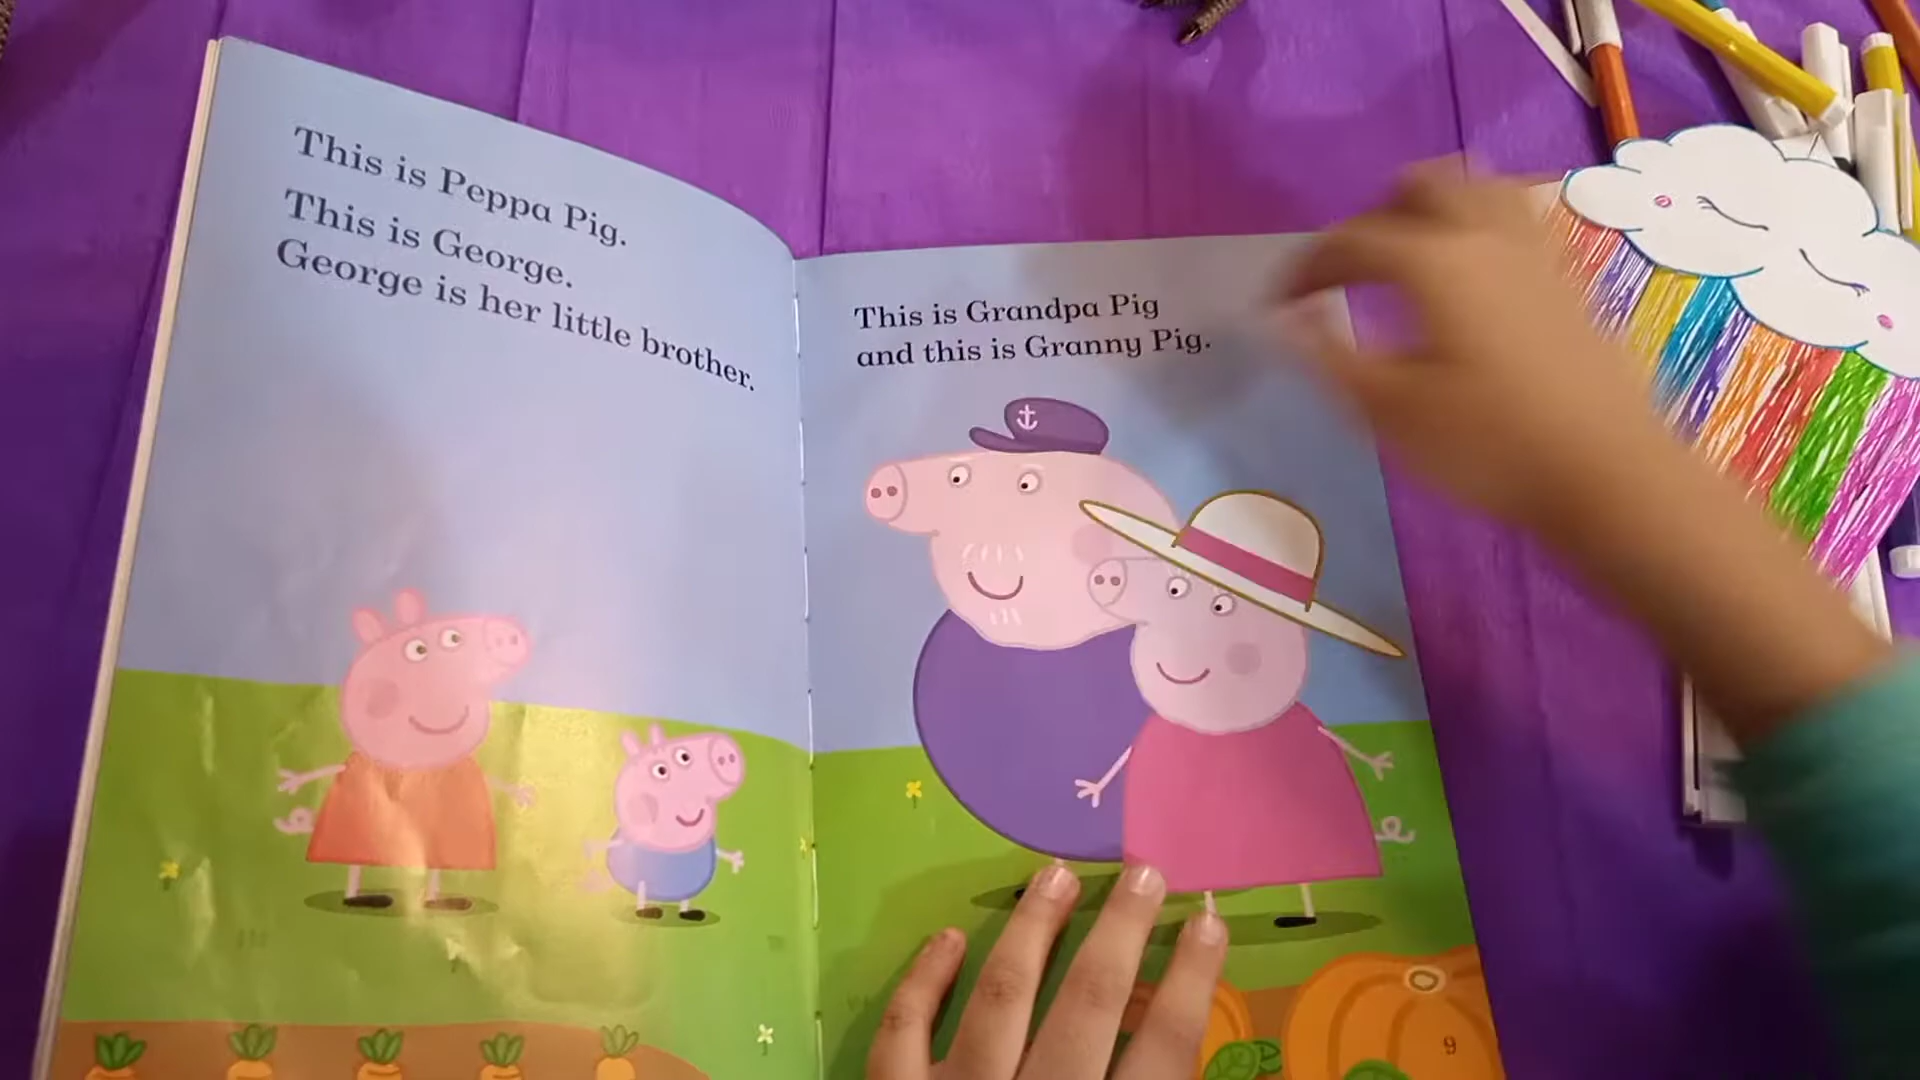 This is Peppa Pig.
This is George.
George is her little brother.
This is Grandpa Pig
and this is Granny Pig.
9